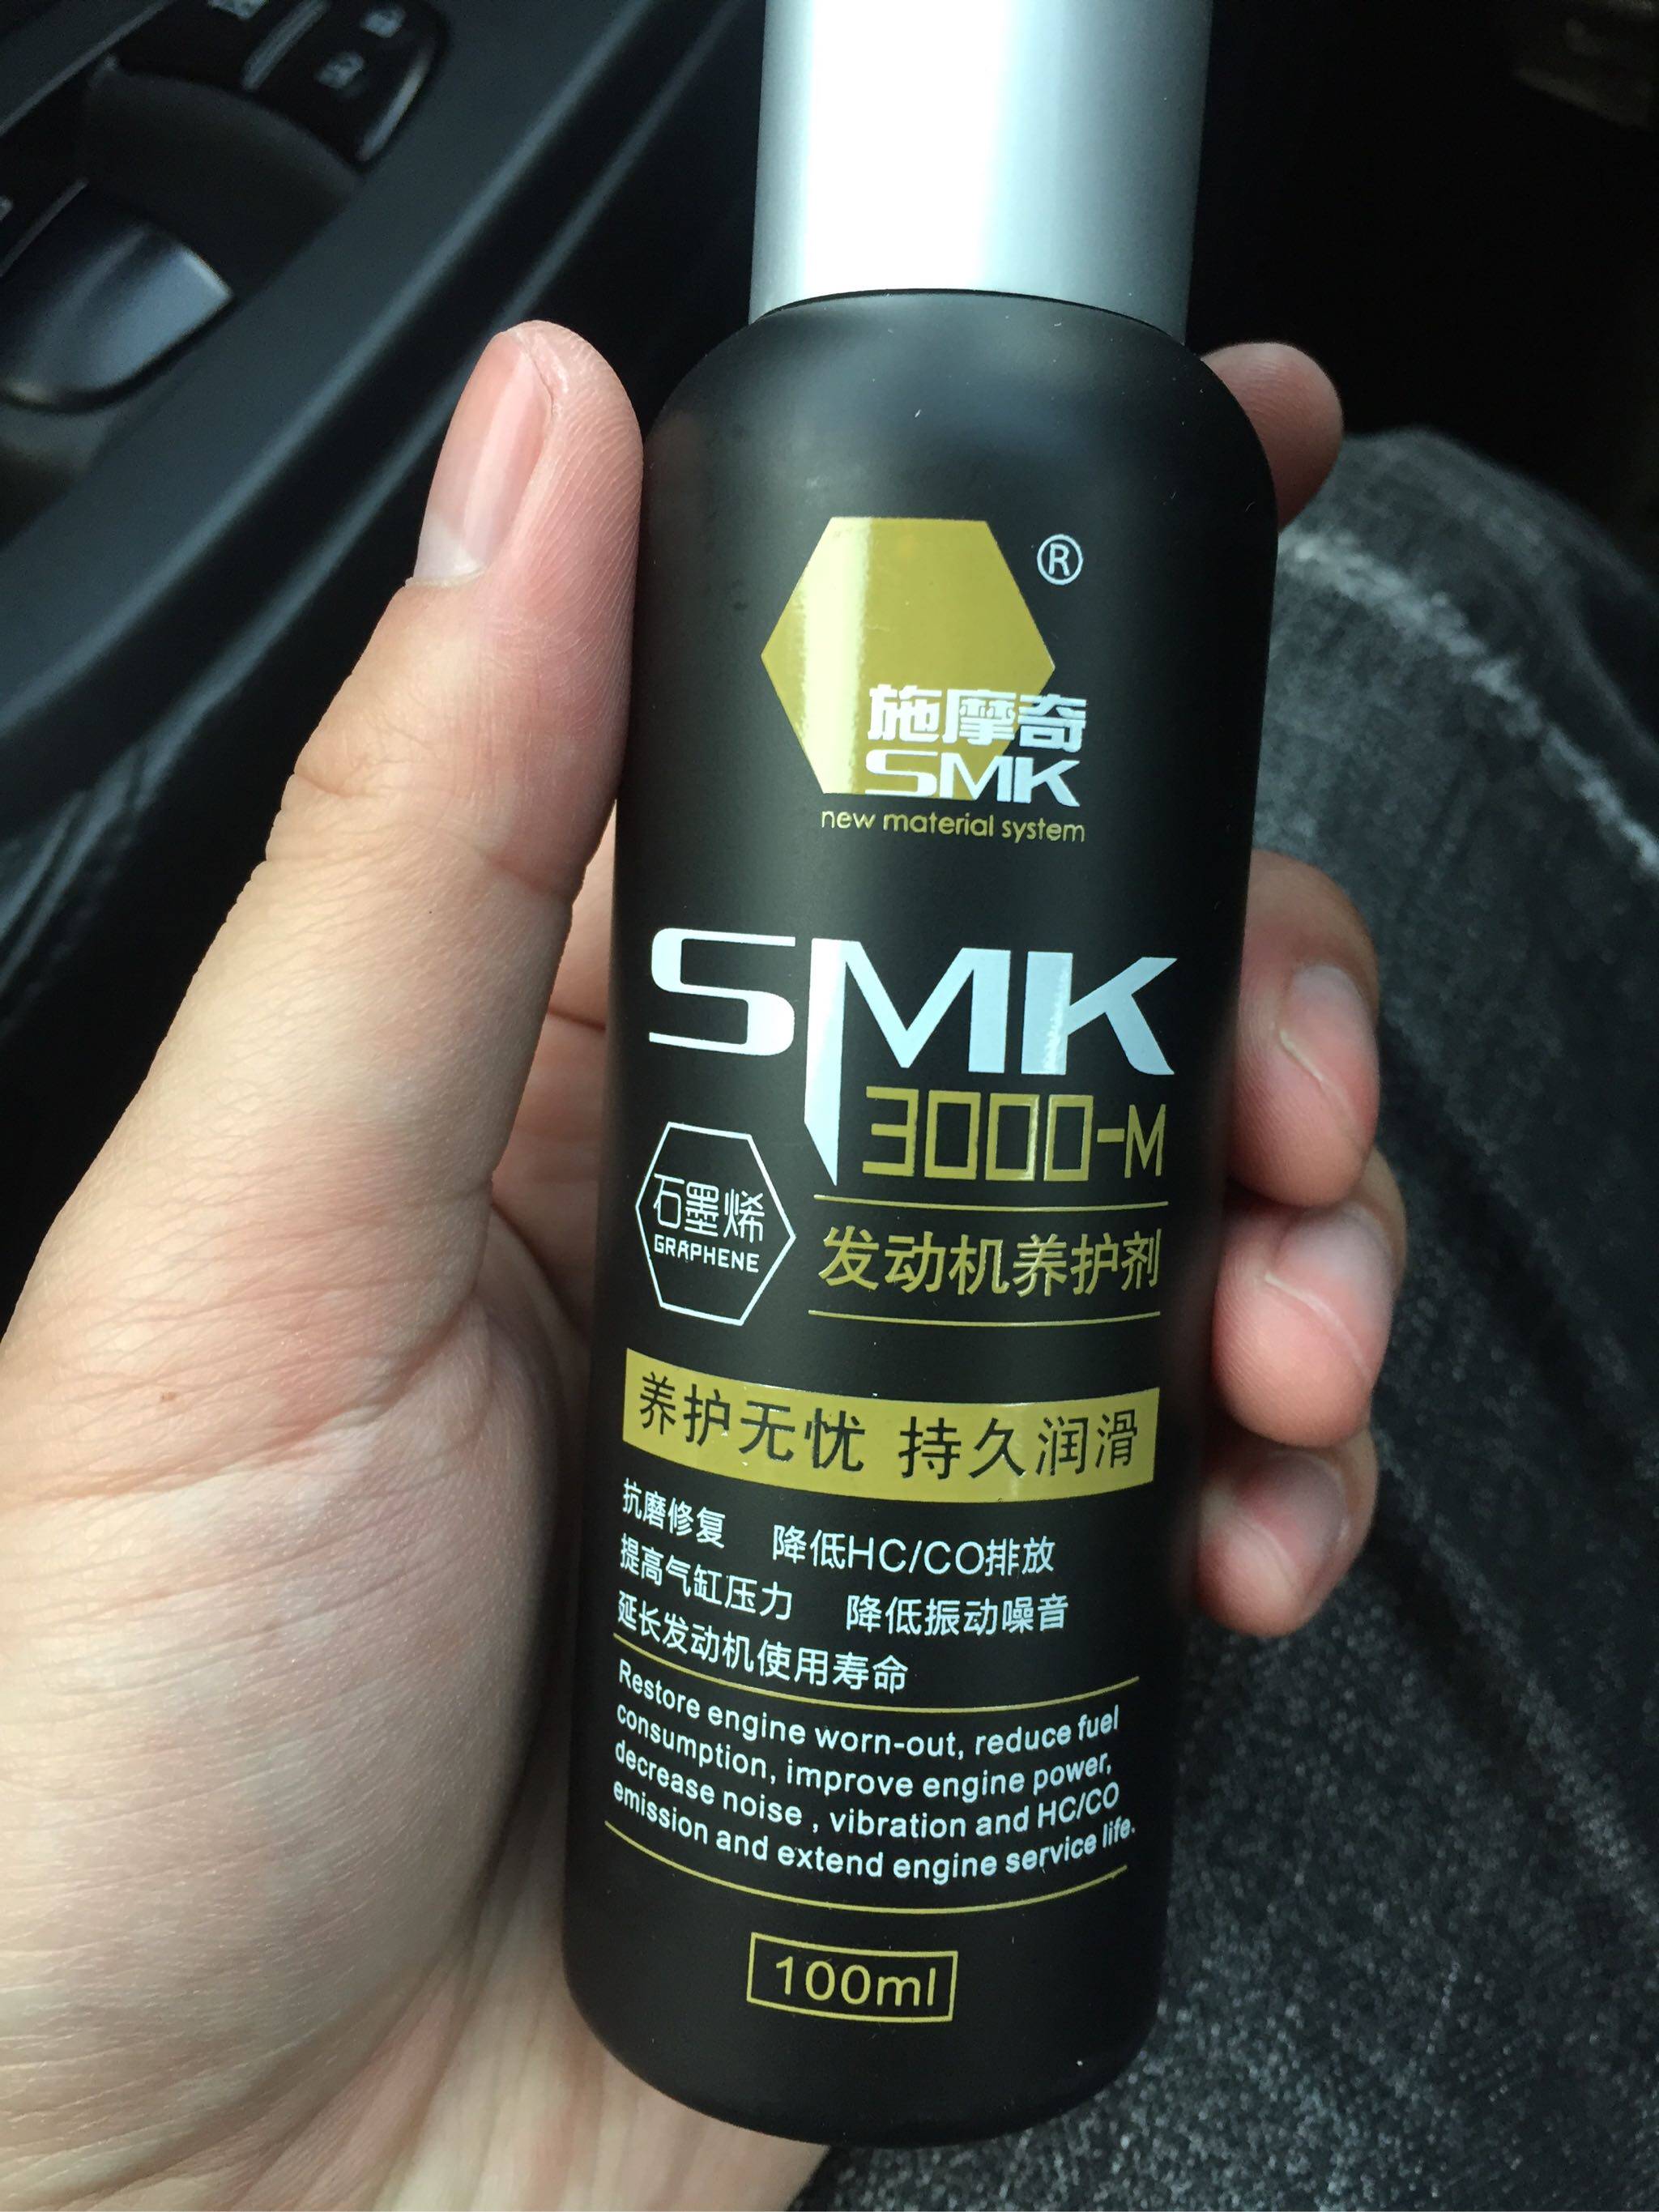 ®
施摩奇
SMK
new material system
SMK
3000-M
石墨烯
GRAPHENE
发动机养护剂
养护无忧 持久润滑
抗磨修复 降低HC/CO排放
提高气缸压力 降低振动噪音
延长发动机使用寿命
Restore engine worn-out, reduce fuel
consumption, improve engine power,
decrease noise , vibration and HC/CO
emission and extend engine service life.
100ml